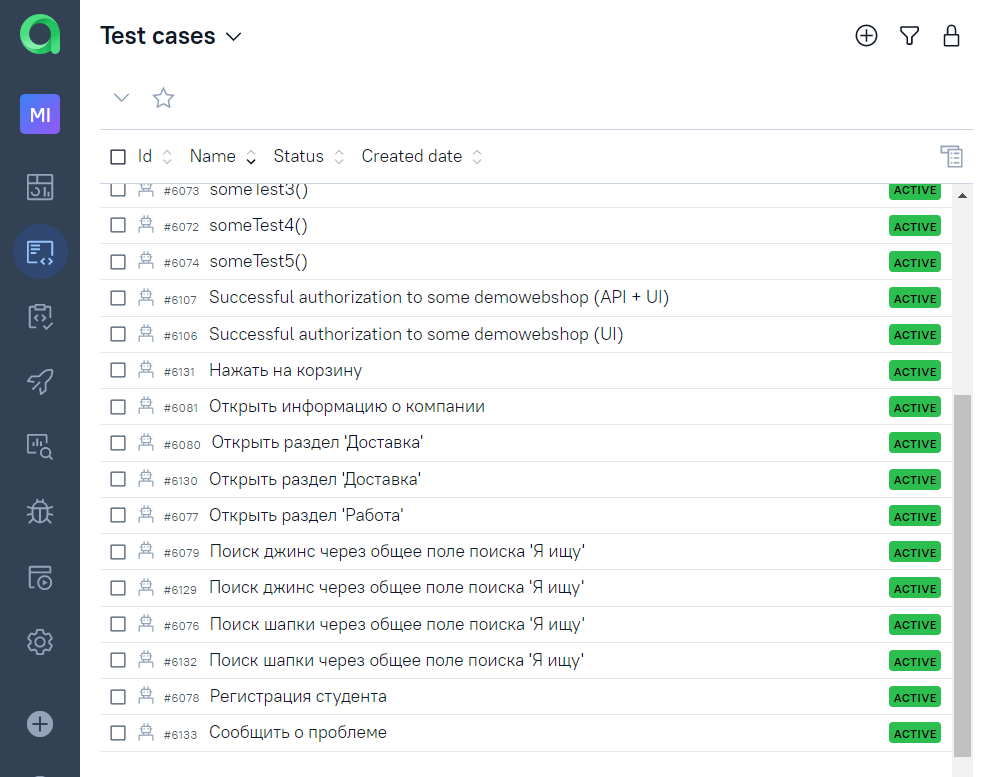 Test cases
MI
Id Name Status Created date
#6073 someTest3() ACTIVE
#6072 someTest4() ACTIVE
#6074 someTest5() ACTIVE
#6107 Successful authorization to some demowebshop (API + UI) ACTIVE
#6106 Successful authorization to some demowebshop (UI) ACTIVE
#6131 Нажать на корзину ACTIVE
#6081 Открыть информацию о компании ACTIVE
#6080 Открыть раздел 'Доставка' ACTIVE
#6130 Открыть раздел 'Доставка' ACTIVE
#6077 Открыть раздел 'Работа' ACTIVE
#6079 Поиск джинс через общее поле поиска 'Я ищу' ACTIVE
#6129 Поиск джинс через общее поле поиска 'Я ищу' ACTIVE
#6076 Поиск шапки через общее поле поиска 'Я ищу' ACTIVE
#6132 Поиск шапки через общее поле поиска 'Я ищу' ACTIVE
#6078 Регистрация студента ACTIVE
#6133 Сообщить о проблеме ACTIVE